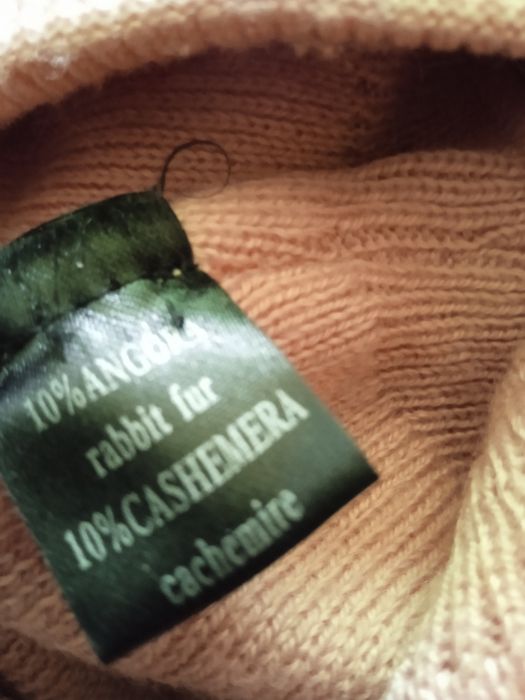 10%ANGORA
rabbit fur
10%CASHEMERA
cachemire